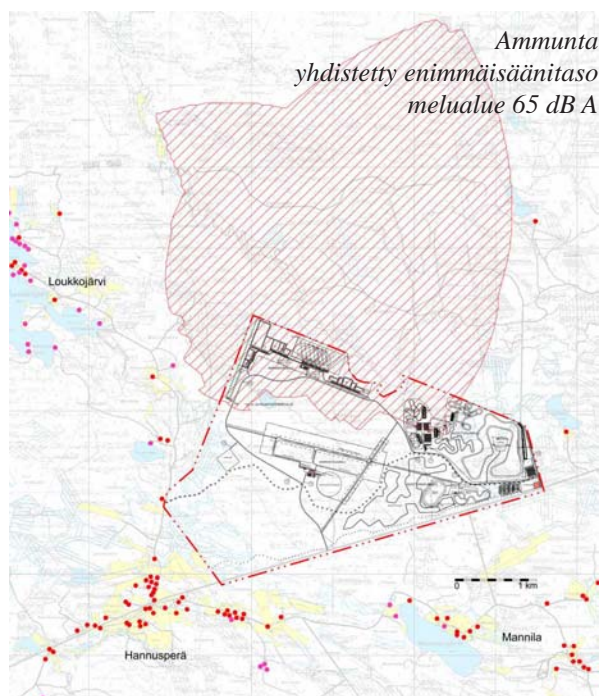 Ammunta
yhdistetty enimmäisäänitaso
melualue 65 dB A
Loukkojärvi
0 1 km
Mannila
Hannusperä